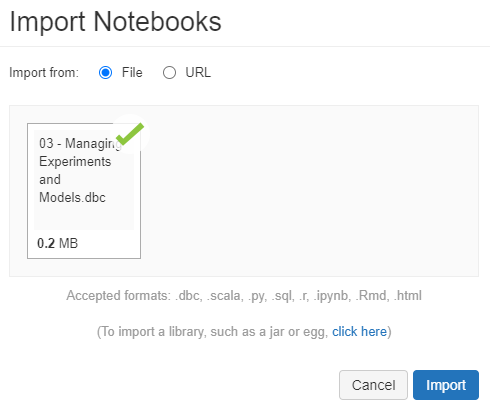 Import Notebooks
Import from: File URL
03 - Managing
Experiments
and
Models.dbc
0.2 MB
Accepted formats: .dbc, .scala, .py, .sql, .r, .ipynb, .Rmd, .html
(To import a library, such as a jar or egg, click here)
Cancel Import